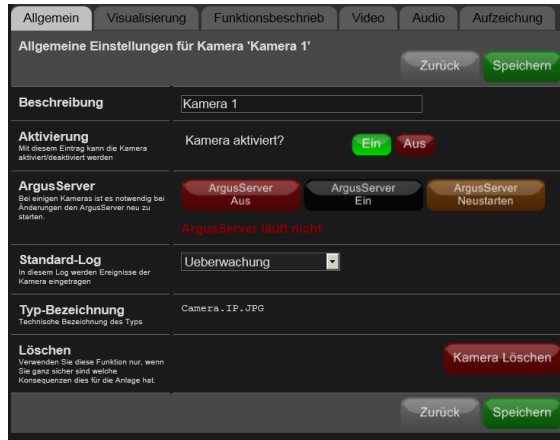 Allgemein Visualisierung Funktionsbeschrieb Video Audio Aufzeichung
Allgemeine Einstellungen für Kamera 'Kamera 1'
Zurück Speichern
Beschreibung Kamera 1
Aktivierung
Mit diesem Eintrag kann die Kamera
aktiviert/deaktiviert werden
Kamera aktiviert? Ein Aus
ArgusServer
Bei einigen Kameras ist es notwendig bei
Änderungen den ArgusServer neu zu
starten.
ArgusServer
Aus
ArgusServer
Ein
ArgusServer
Neustarten
ArgusServer läuft nicht
Standard-Log
In diesem Log werden Ereignisse der
Kamera eingetragen
Ueberwachung
Typ-Bezeichnung
Technische Bezeichnung des Typs
Camera.IP.JPG
Löschen
Verwenden Sie diese Funktion nur, wenn
Sie ganz sicher sind welche
Konsequenzen dies für die Anlage hat.
Kamera Löschen
Zurück Speichern